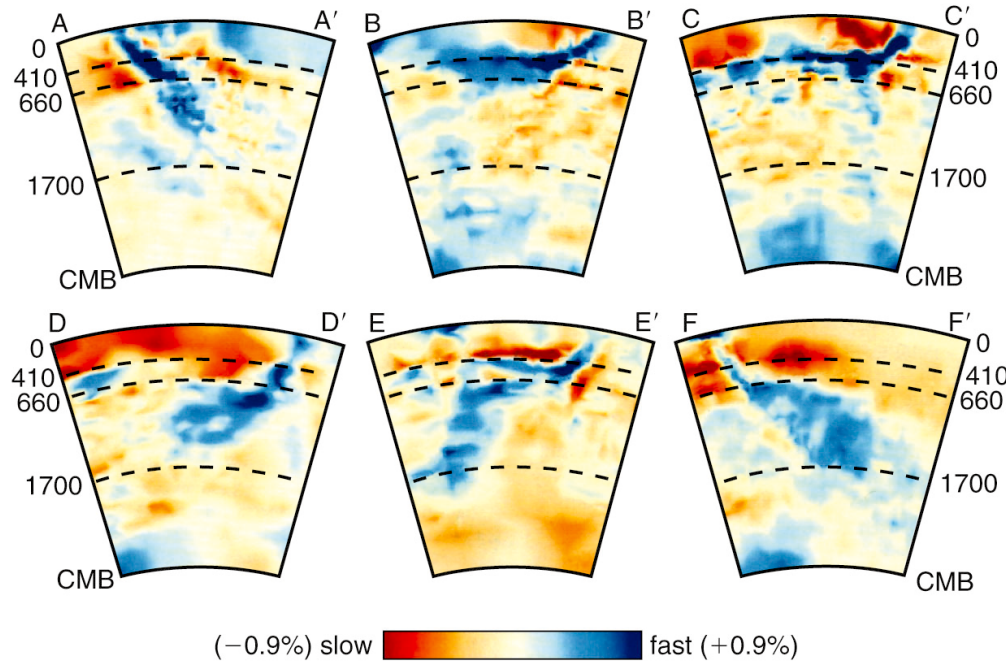 A A′ B B′ C C′
0 0
410 410
660 660
1700 1700
CMB CMB
D D′ E E′ F F′
0 0
410 410
660 660
1700 1700
CMB CMB
(−0.9%) slow fast (+0.9%)